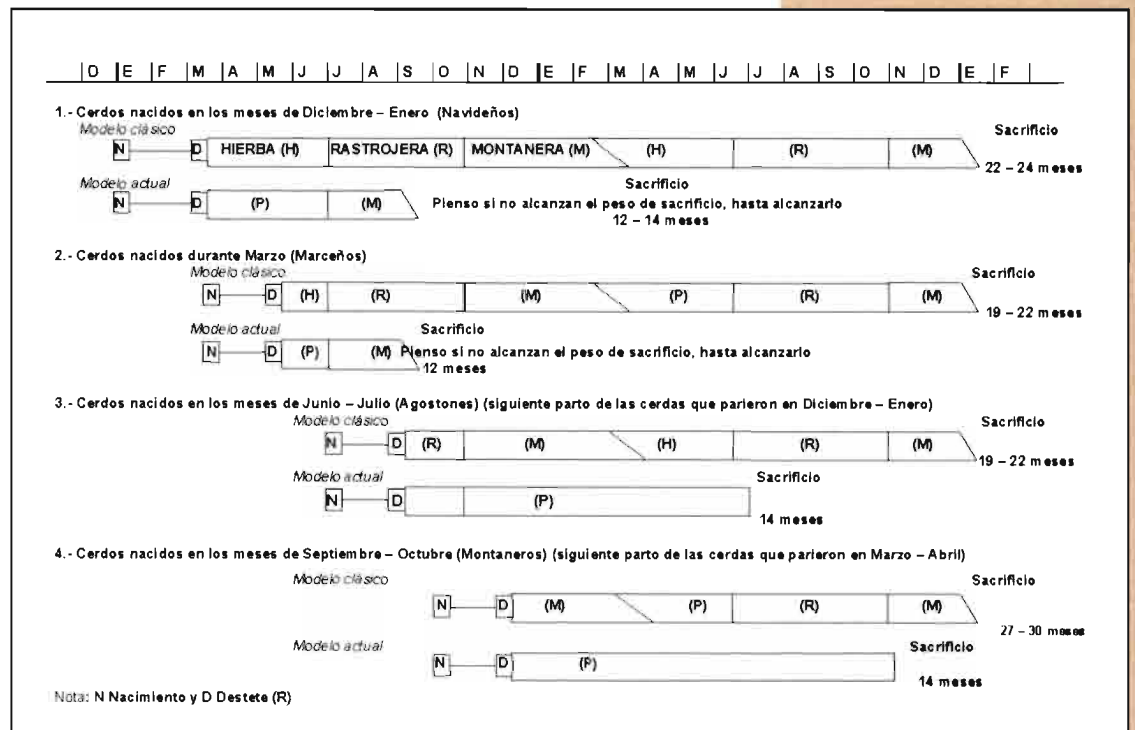 D E F M A M J J A S O N D E F M A M J J A S O N D E F
1.- Cerdos nacidos en los meses de Diciembre – Enero (Navideños)
Modelo clásico
Sacrificio
N D HIERBA (H) RASTROJERA (R) MONTANERA (M) (H) (R) (M)
22 – 24 meses
Modelo actual
Sacrificio
N D (P) (M) Pienso si no alcanzan el peso de sacrificio, hasta alcanzarlo
12 – 14 meses
2.- Cerdos nacidos durante Marzo (Marceños)
Modelo clásico
Sacrificio
N D (H) (R) (M) (P) (R) (M)
19 – 22 meses
Modelo actual
Sacrificio
N D (P) (M) Pienso si no alcanzan el peso de sacrificio, hasta alcanzarlo
12 meses
3.- Cerdos nacidos en los meses de Junio – Julio (Agostones) (siguiente parto de las cerdas que parieron en Diciembre – Enero)
Modelo clásico
Sacrificio
N D (R) (M) (H) (R) (M)
19 – 22 meses
Modelo actual
Sacrificio
N D (P)
14 meses
4.- Cerdos nacidos en los meses de Septiembre – Octubre (Montaneros) (siguiente parto de las cerdas que parieron en Marzo – Abril)
Modelo clásico
Sacrificio
N D (M) (P) (R) (M)
27 – 30 meses
Modelo actual
Sacrificio
N D (P)
14 meses
Nota: N Nacimiento y D Destete (R)